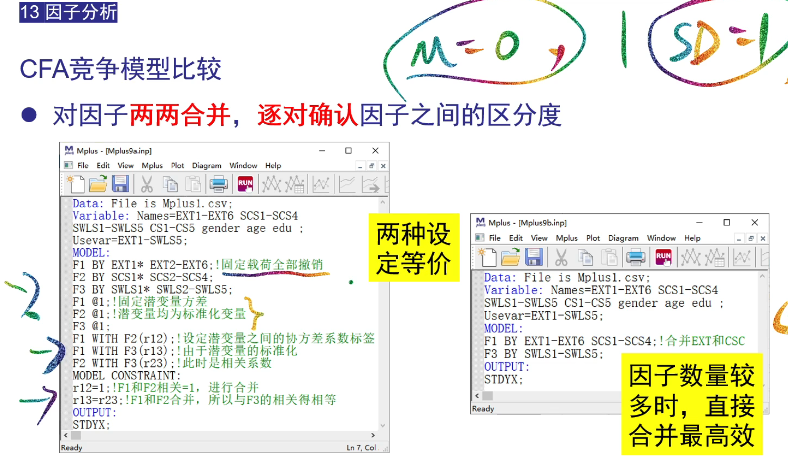 13 因子分析
M=0, | SD=1
CFA竞争模型比较
● 对因子两两合并，逐对确认因子之间的区分度
Mplus - [Mplus9a.inp]
File Edit View Mplus Plot Diagram Window Help
RUN
Data: File is Mplus1.csv;
Variable: Names=EXT1-EXT6 SCS1-SCS4
SWLS1-SWLS5 CS1-CS5 gender age edu ;
Usevar=EXT1-SWLS5;
MODEL:
F1 BY EXT1* EXT2-EXT6;!固定载荷全部撤销
F2 BY SCS1* SCS2-SCS4;
F3 BY SWLS1* SWLS2-SWLS5;
F1 @1;!固定潜变量方差
F2 @1;!潜变量均为标准化变量
F3 @1;
F1 WITH F2(r12);!设定潜变量之间的协方差系数标签
F1 WITH F3(r13);!由于潜变量的标准化
F2 WITH F3(r23);!此时是相关系数
MODEL CONSTRAINT:
r12=1;!F1和F2相关=1，进行合并
r13=r23;!F1和F2合并，所以与F3的相关得相等
OUTPUT:
STDYX;
Ready
Ln 7, Col
两种设
定等价
Mplus - [Mplus9b.inp]
File Edit View Mplus Plot Diagram Window Help
RUN
Data: File is Mplus1.csv;
Variable: Names=EXT1-EXT6 SCS1-SCS4
SWLS1-SWLS5 CS1-CS5 gender age edu ;
Usevar=EXT1-SWLS5;
MODEL:
F1 BY EXT1-EXT6 SCS1-SCS4;!合并EXT和CSC
F3 BY SWLS1-SWLS5;
OUTPUT:
STDYX;
Ready
因子数量较
多时，直接
合并最高效